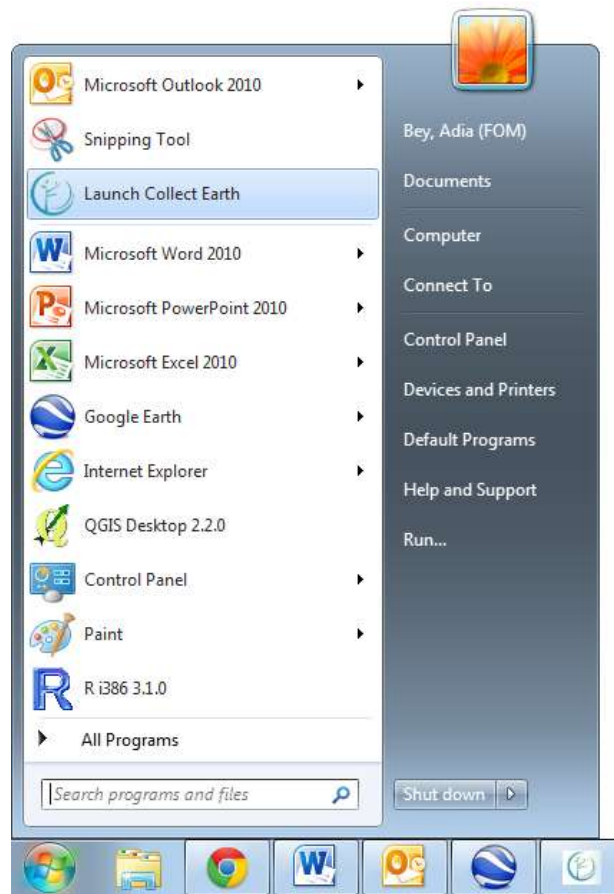 Microsoft Outlook 2010
Snipping Tool
Launch Collect Earth
Microsoft Word 2010
Microsoft PowerPoint 2010
Microsoft Excel 2010
Google Earth
Internet Explorer
QGIS Desktop 2.2.0
Control Panel
Paint
R i386 3.1.0
All Programs
Search programs and files
Bey, Adia (FOM)
Documents
Computer
Connect To
Control Panel
Devices and Printers
Default Programs
Help and Support
Run...
Shut down